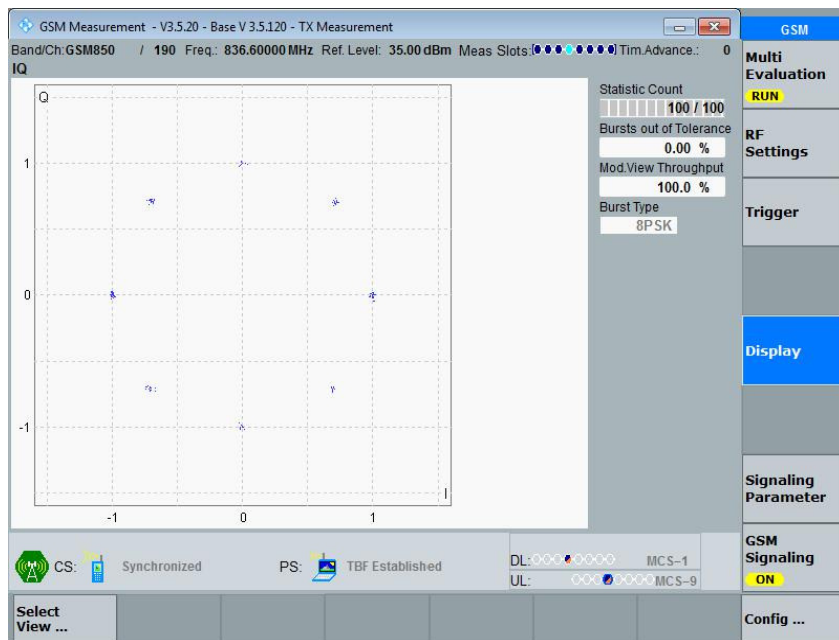 GSM Measurement - V3.5.20 - Base V 3.5.120 - TX Measurement
GSM
Band/Ch: GSM850 / 190 Freq.: 836.60000 MHz Ref. Level: 35.00 dBm Meas Slots: Tim.Advance.: 0
IQ
Multi
Evaluation
RUN
RF
Settings
Trigger
Display
Signaling
Parameter
GSM
Signaling
ON
Config ...
Statistic Count
100 / 100
Bursts out of Tolerance
0.00 %
Mod.View Throughput
100.0 %
Burst Type
8PSK
Q
1
0
-1
I
-1 0 1
CS: Synchronized PS: TBF Established
DL: MCS-1
UL: MCS-9
Select
View ...